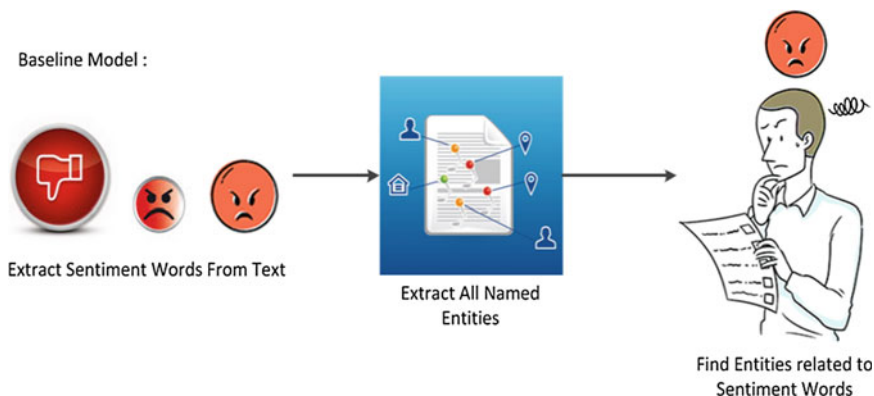 Baseline Model :
Extract Sentiment Words From Text
Extract All Named
Entities
Find Entities related to
Sentiment Words